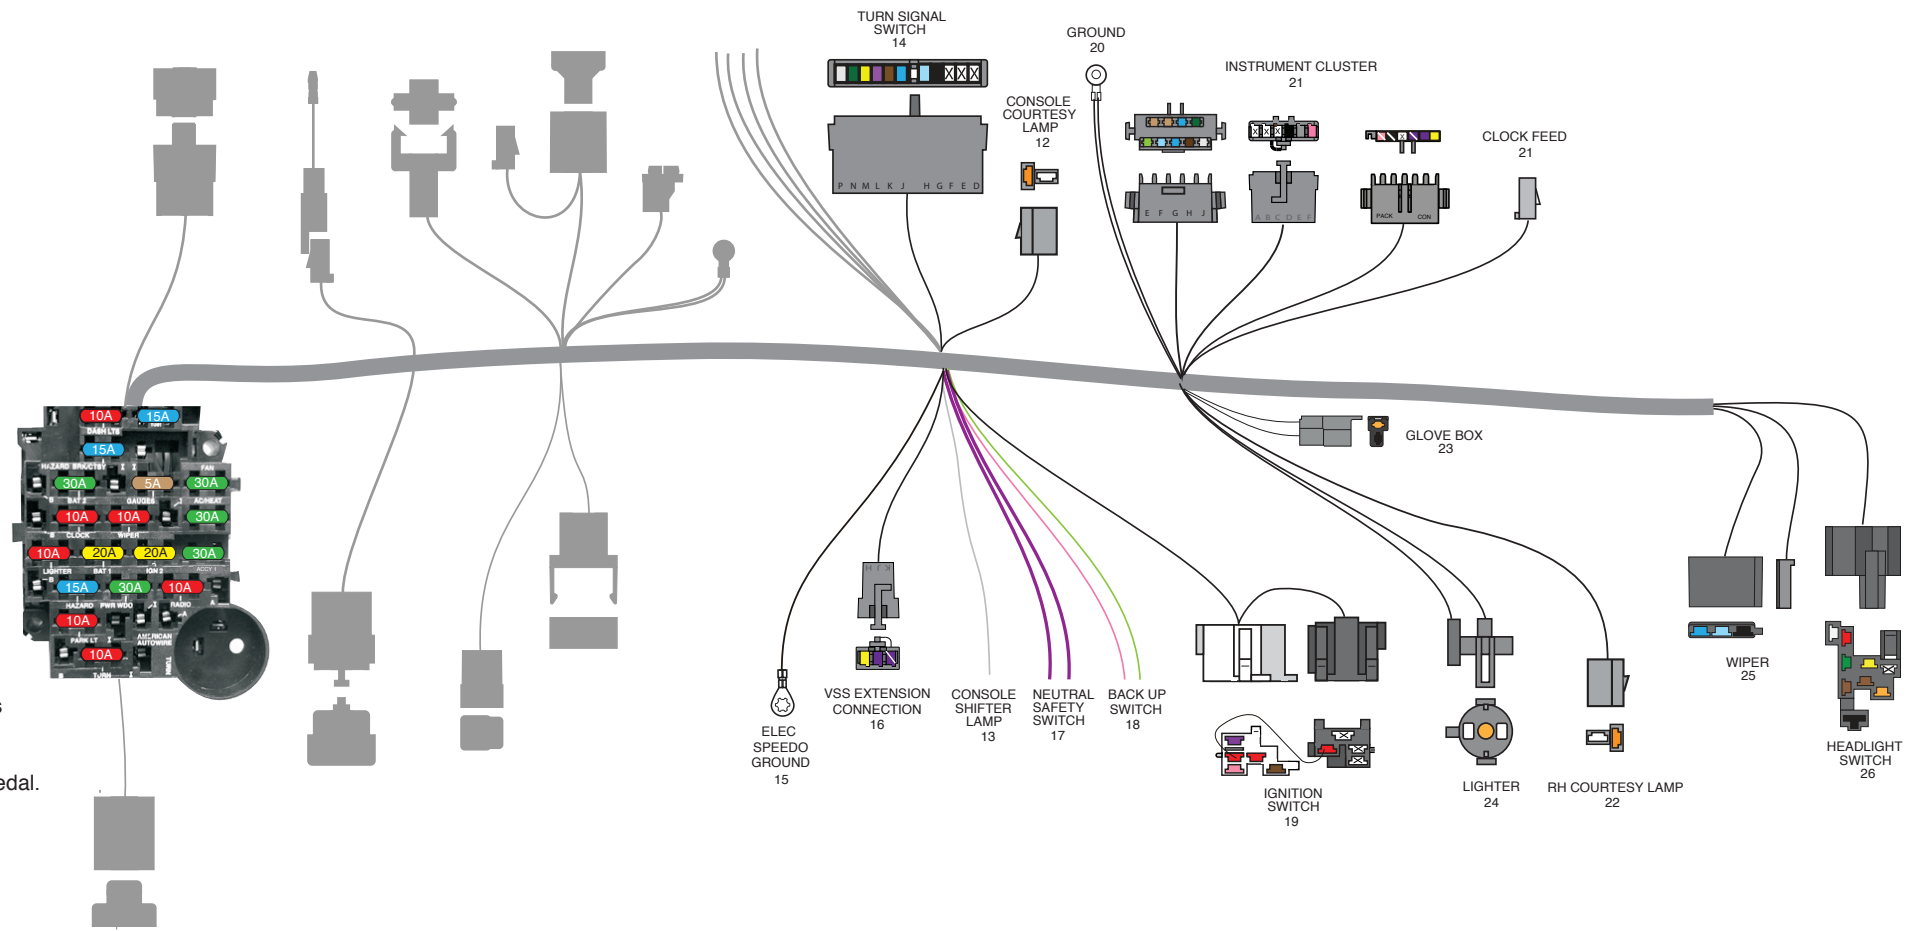 TURN SIGNAL
SWITCH
14
GROUND
20
INSTRUMENT CLUSTER
21
CONSOLE
COURTESY
LAMP
12
CLOCK FEED
21
P N M L K J H G F E D
E F G H J
A B C D E F
PACK CON
10A 15A
DASH LTS
15A
HAZARD BRK/CTSY FAN
30A 5A 30A
BAT 2 GAUGES AC/HEAT
10A 10A 30A
CLOCK WIPER
10A 20A 20A 30A
LIGHTER BAT 1 IGN 2 ACCY 1
15A 30A 10A
HAZARD PWR WDO RADIO
10A
PARK LT AMERICAN
AUTOWIRE
10A
TURN
s
edal.
GLOVE BOX
23
ELEC
SPEEDO
GROUND
15
VSS EXTENSION
CONNECTION
16
CONSOLE
SHIFTER
LAMP
13
NEUTRAL
SAFETY
SWITCH
17
BACK UP
SWITCH
18
IGNITION
SWITCH
19
LIGHTER
24
RH COURTESY LAMP
22
WIPER
25
HEADLIGHT
SWITCH
26